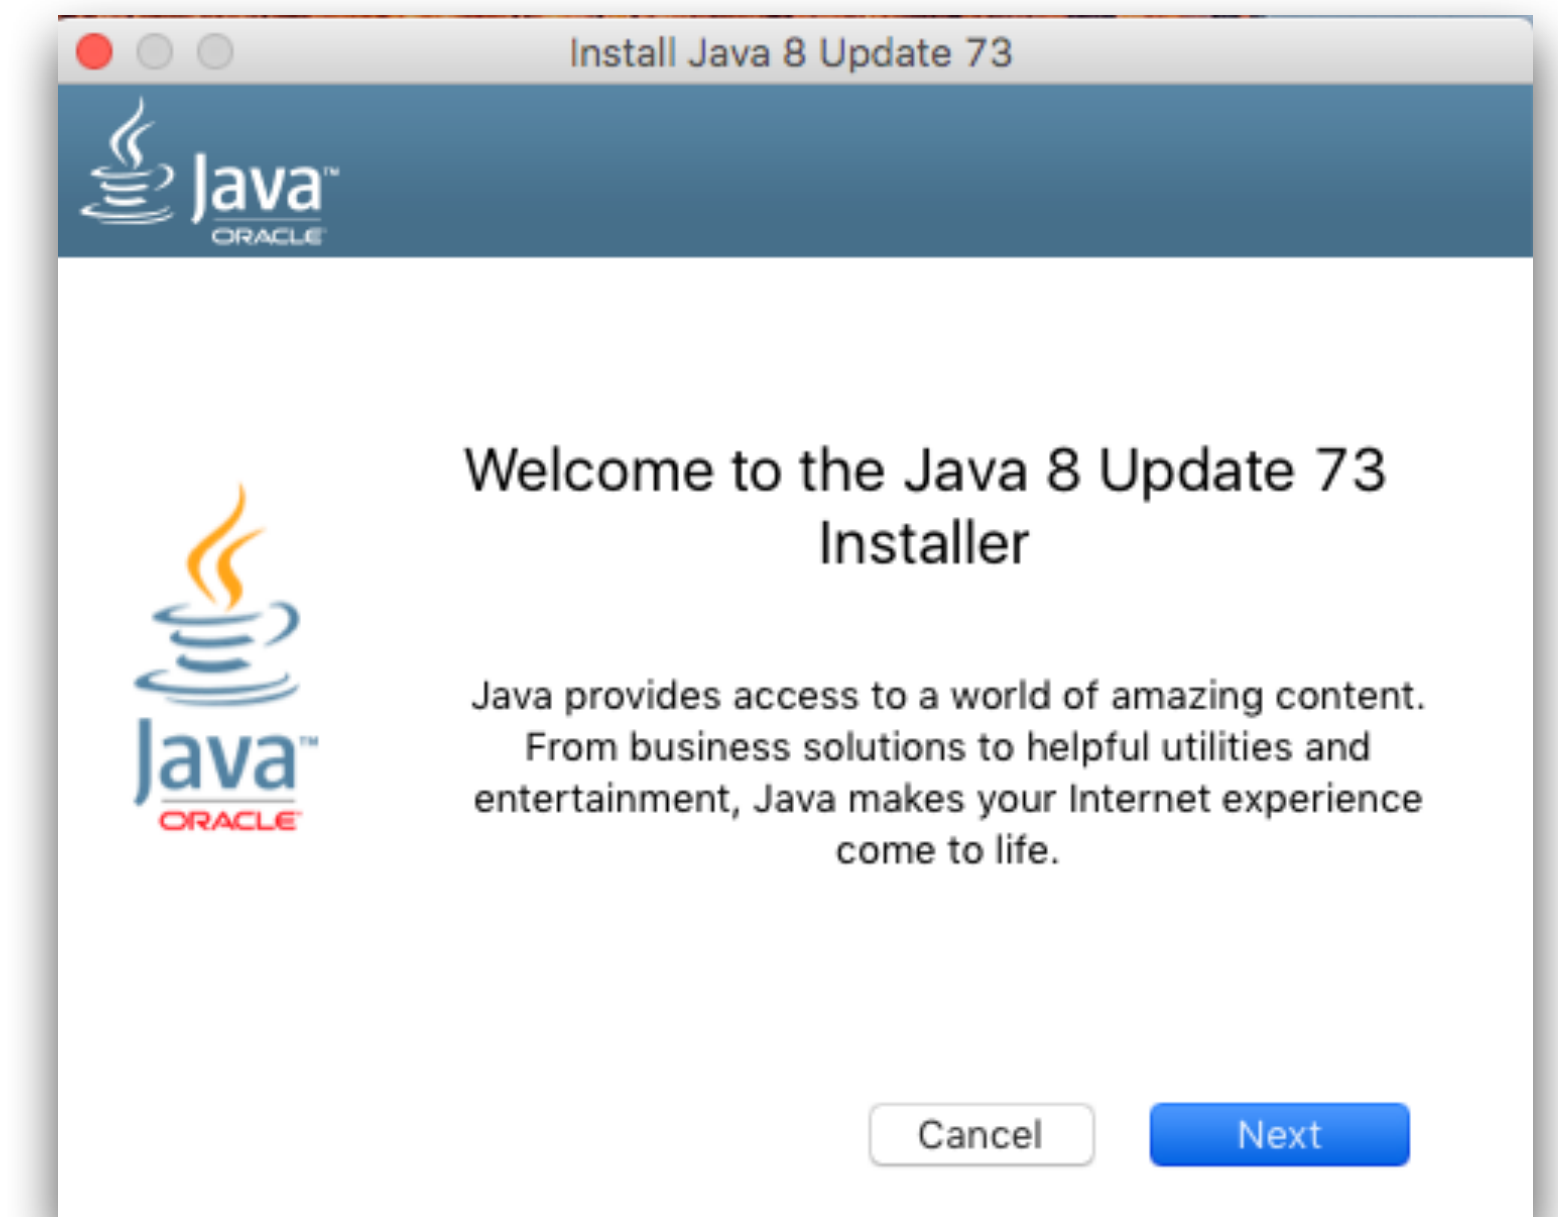 Install Java 8 Update 73
Java™
ORACLE
Welcome to the Java 8 Update 73
Installer
Java™
ORACLE
Java provides access to a world of amazing content.
From business solutions to helpful utilities and
entertainment, Java makes your Internet experience
come to life.
Cancel
Next